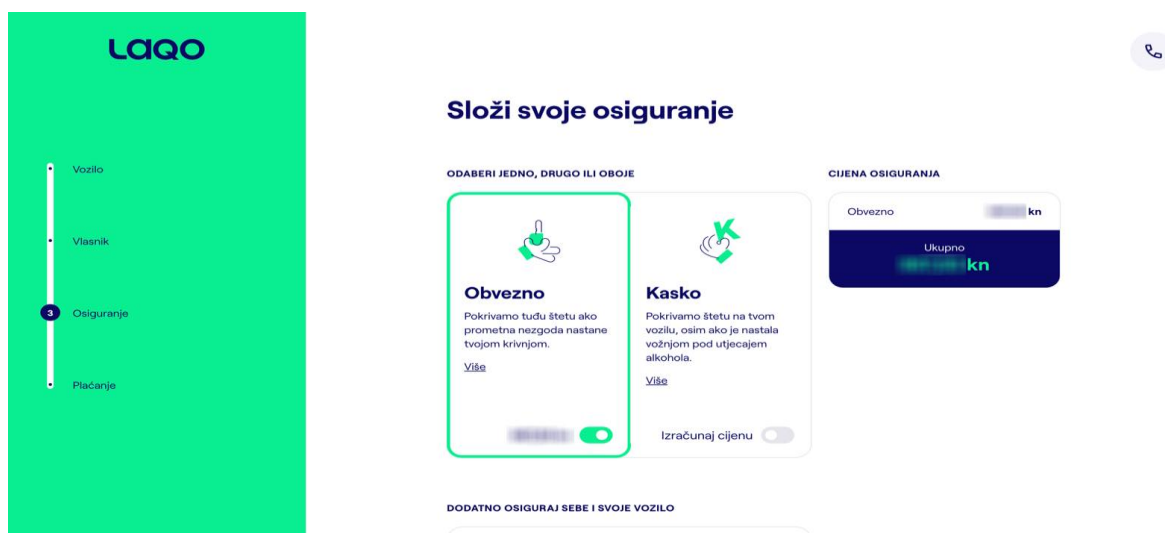 LAQO
Vozilo
Vlasnik
3 Osiguranje
Plaćanje
Složi svoje osiguranje
ODABERI JEDNO, DRUGO ILI OBOJE
Obvezno
Pokrivamo tuđu štetu ako
prometna nezgoda nastane
tvojom krivnjom.
Više
K
Kasko
Pokrivamo štetu na tvom
vozilu, osim ako je nastala
vožnjom pod utjecajem
alkohola.
Više
Izračunaj cijenu
CIJENA OSIGURANJA
Obvezno kn
Ukupno
kn
DODATNO OSIGURAJ SEBE I SVOJE VOZILO